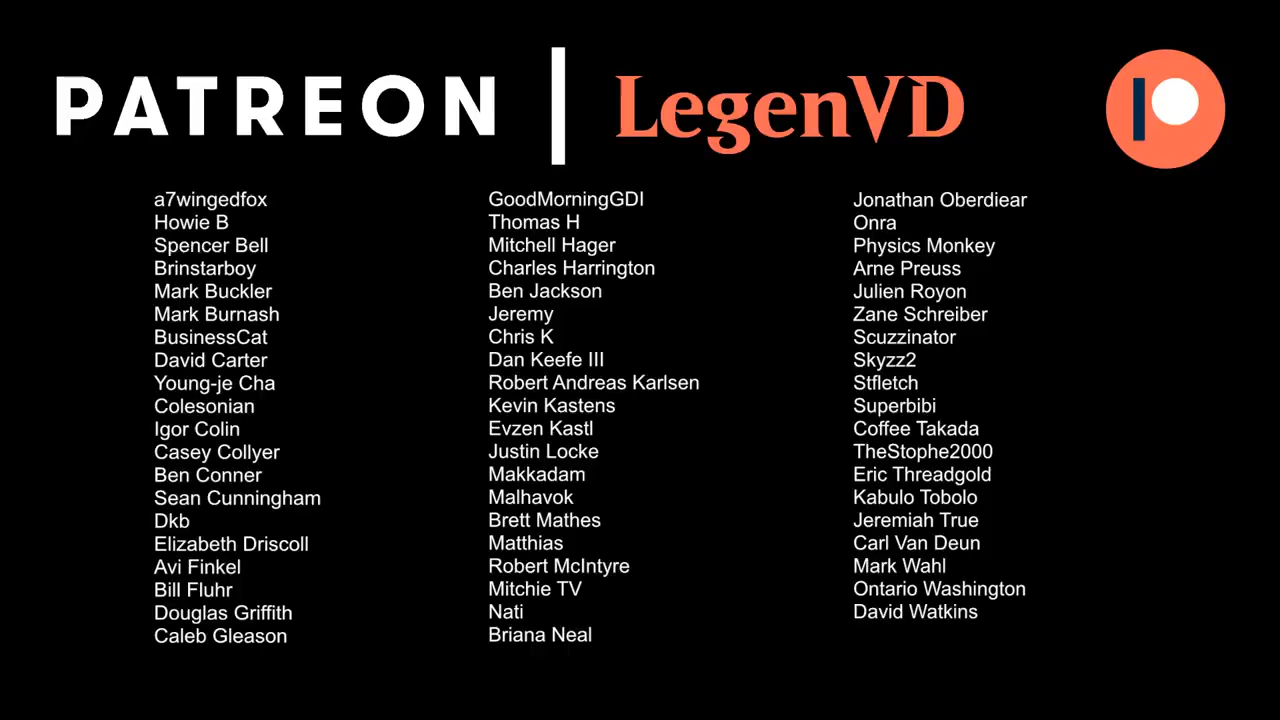 PATREON | LegenVD
a7wingedfox
Howie B
Spencer Bell
Brinstarboy
Mark Buckler
Mark Burnash
BusinessCat
David Carter
Young-je Cha
Colesonian
Igor Colin
Casey Collyer
Ben Conner
Sean Cunningham
Dkb
Elizabeth Driscoll
Avi Finkel
Bill Fluhr
Douglas Griffith
Caleb Gleason
GoodMorningGDI
Thomas H
Mitchell Hager
Charles Harrington
Ben Jackson
Jeremy
Chris K
Dan Keefe III
Robert Andreas Karlsen
Kevin Kastens
Evzen Kastl
Justin Locke
Makkadam
Malhavok
Brett Mathes
Matthias
Robert McIntyre
Mitchie TV
Nati
Briana Neal
Jonathan Oberdiear
Onra
Physics Monkey
Arne Preuss
Julien Royon
Zane Schreiber
Scuzzinator
Skyzz2
Stfletch
Superbibi
Coffee Takada
TheStophe2000
Eric Threadgold
Kabulo Tobolo
Jeremiah True
Carl Van Deun
Mark Wahl
Ontario Washington
David Watkins